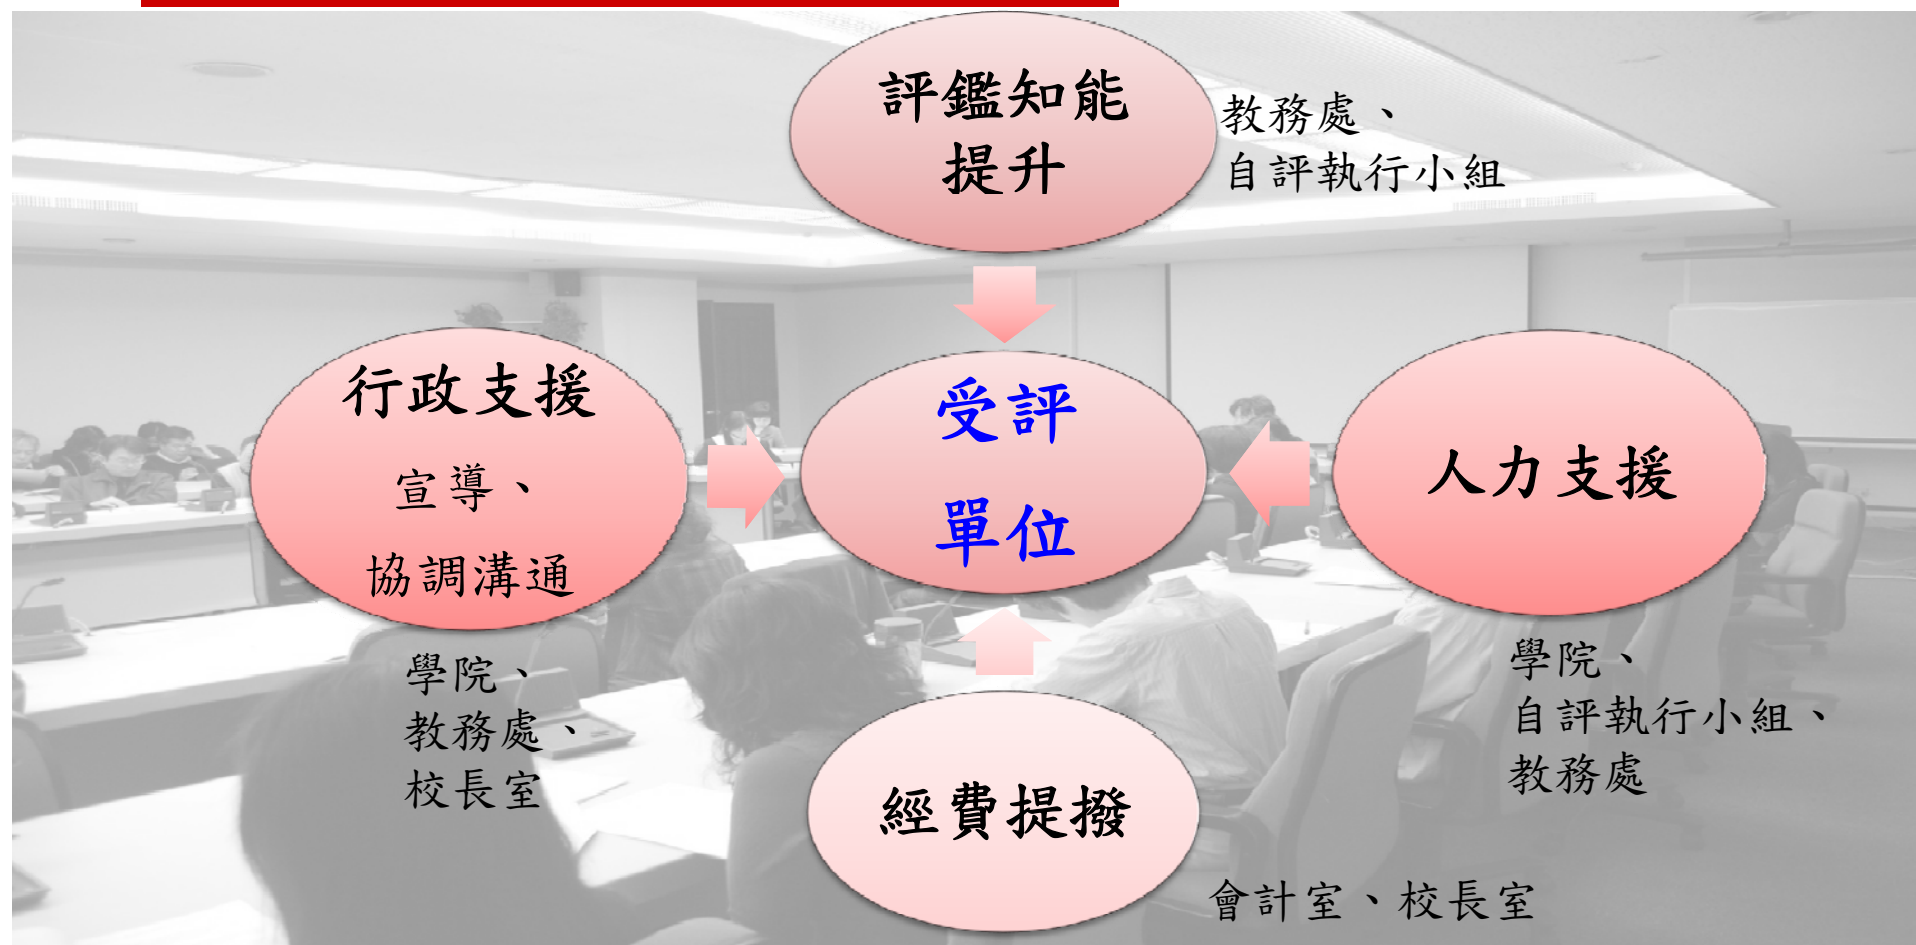 評鑑知能
提升
教務處、
自評執行小組
行政支援
宣導、
協調溝通
學院、
教務處、
校長室
受評
單位
人力支援
學院、
自評執行小組、
教務處
經費提撥
會計室、校長室